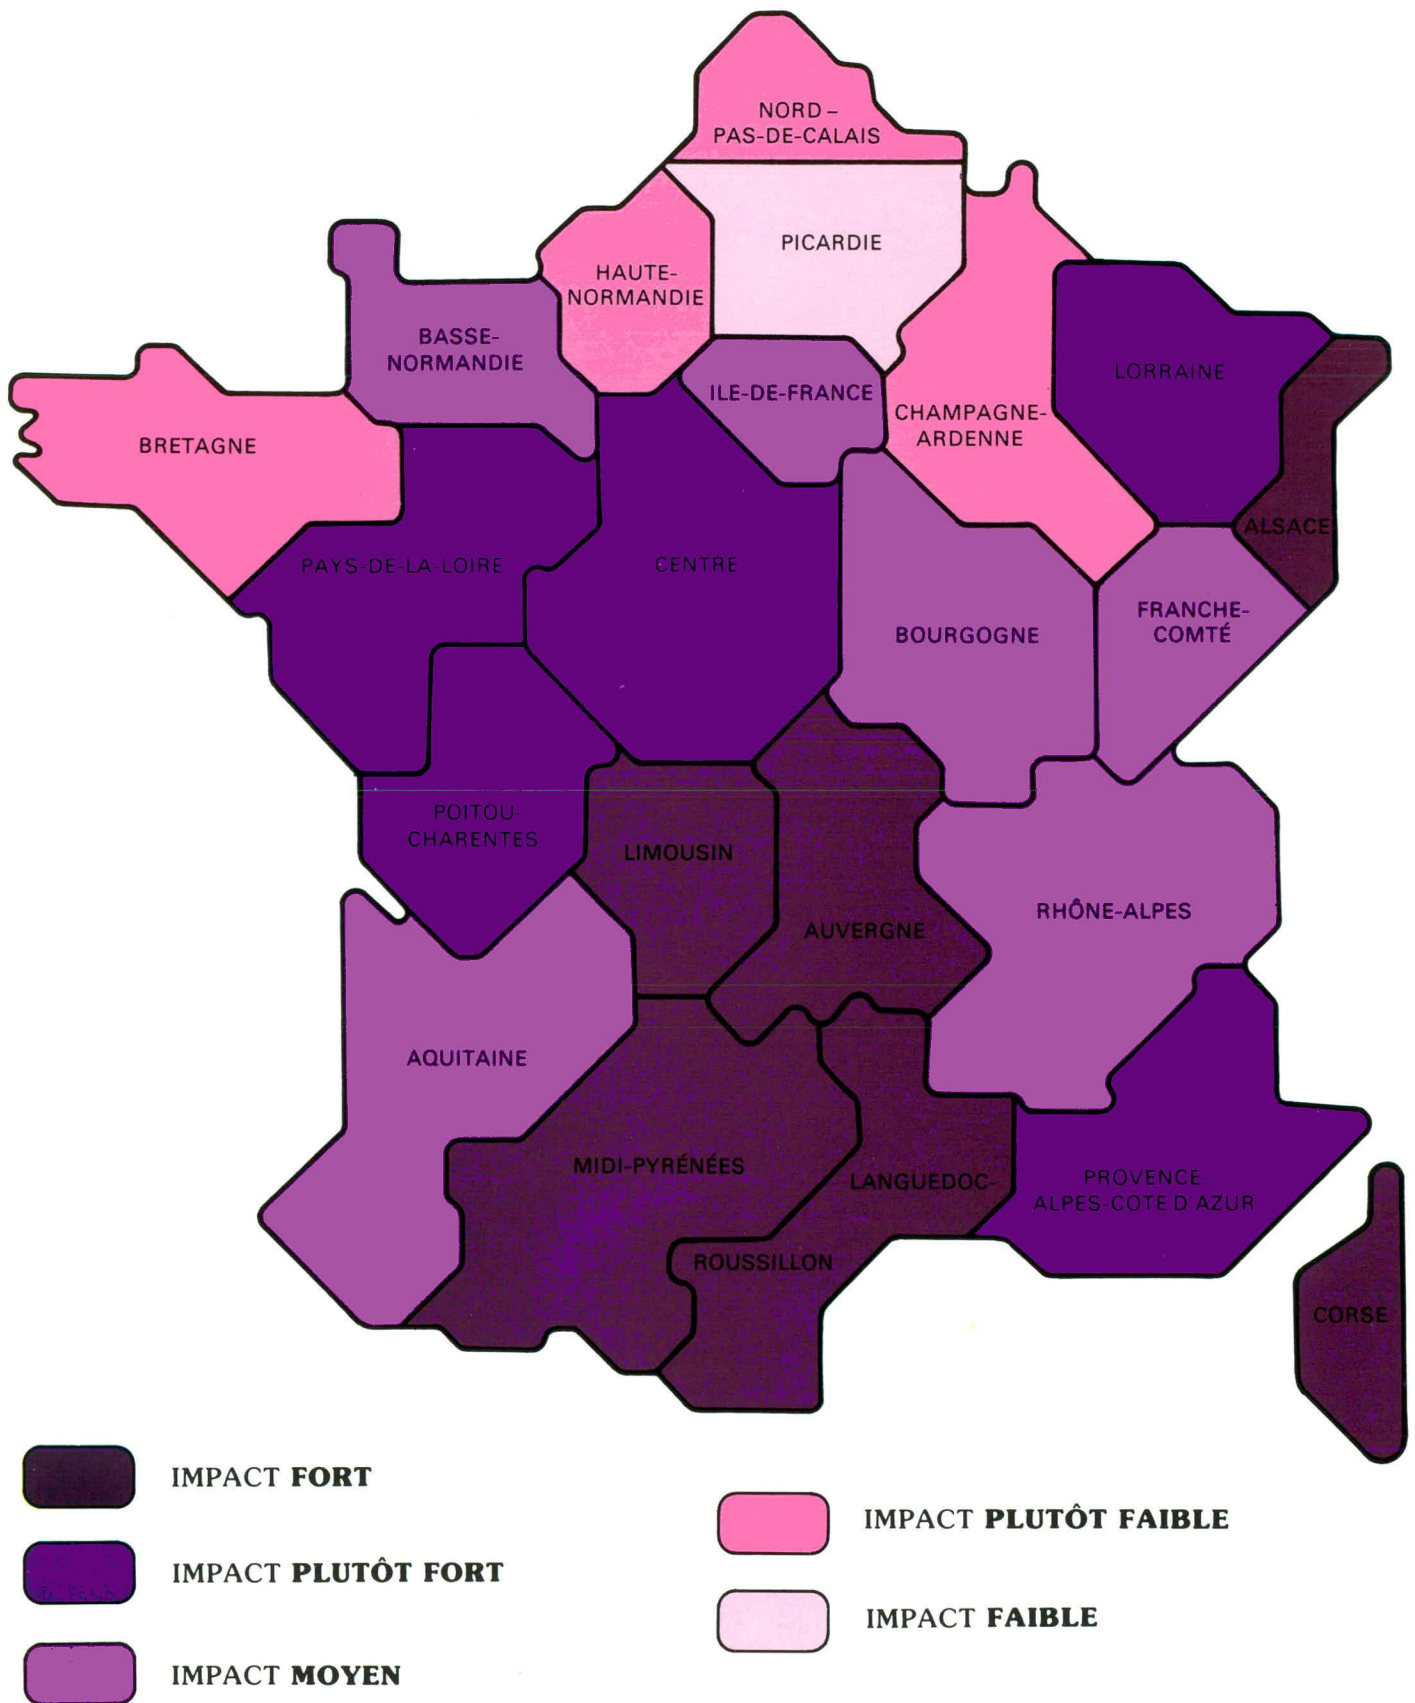 NORD –
PAS-DE-CALAIS
PICARDIE
HAUTE-
NORMANDIE
BASSE-
NORMANDIE
ILE-DE-FRANCE
LORRAINE
CHAMPAGNE-
ARDENNE
BRETAGNE
ALSACE
PAYS-DE-LA-LOIRE
CENTRE
FRANCHE-
COMTÉ
BOURGOGNE
POITOU-
CHARENTES
LIMOUSIN
AUVERGNE
RHÔNE-ALPES
AQUITAINE
MIDI-PYRÉNÉES
LANGUEDOC-
ROUSSILLON
PROVENCE-
ALPES-COTE D'AZUR
CORSE
IMPACT FORT
IMPACT PLUTÔT FORT
IMPACT MOYEN
IMPACT PLUTÔT FAIBLE
IMPACT FAIBLE